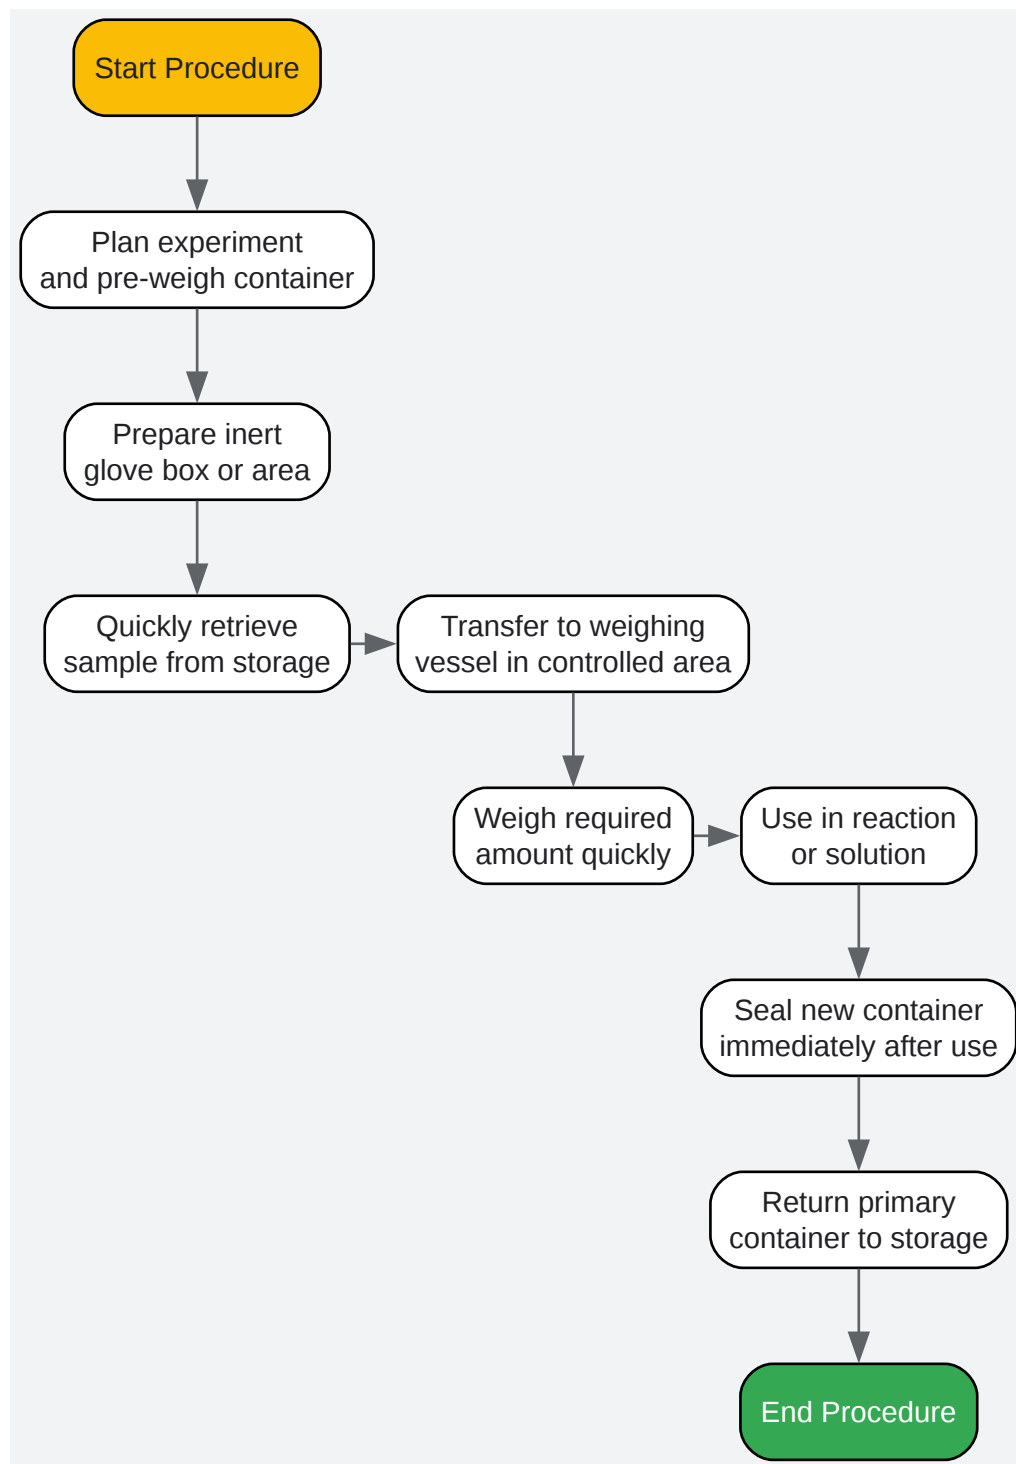 Start Procedure
Plan experiment
and pre-weigh container
Prepare inert
glove box or area
Quickly retrieve
sample from storage
Transfer to weighing
vessel in controlled area
Weigh required
amount quickly
Use in reaction
or solution
Seal new container
immediately after use
Return primary
container to storage
End Procedure